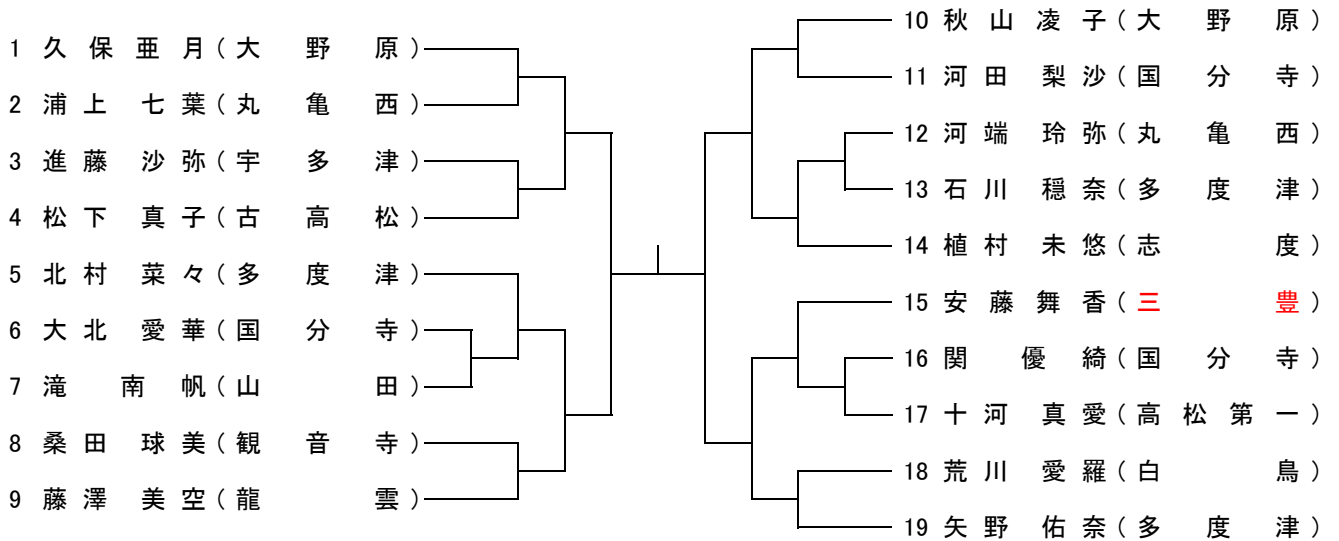 1 久保亜月(大野原)
2 浦上七葉(丸亀西)
3 進藤沙弥(宇多津)
4 松下真子(古高松)
5 北村菜々(多度津)
6 大北愛華(国分寺)
7 滝南帆(山田)
8 桑田球美(観音寺)
9 藤澤美空(龍雲)
10 秋山凌子(大野原)
11 河田梨沙(国分寺)
12 河端玲弥(丸亀西)
13 石川穏奈(多度津)
14 植村未悠(志度)
15 安藤舞香(三豊)
16 関優綺(国分寺)
17 十河真愛(高松第一)
18 荒川愛羅(白鳥)
19 矢野佑奈(多度津)